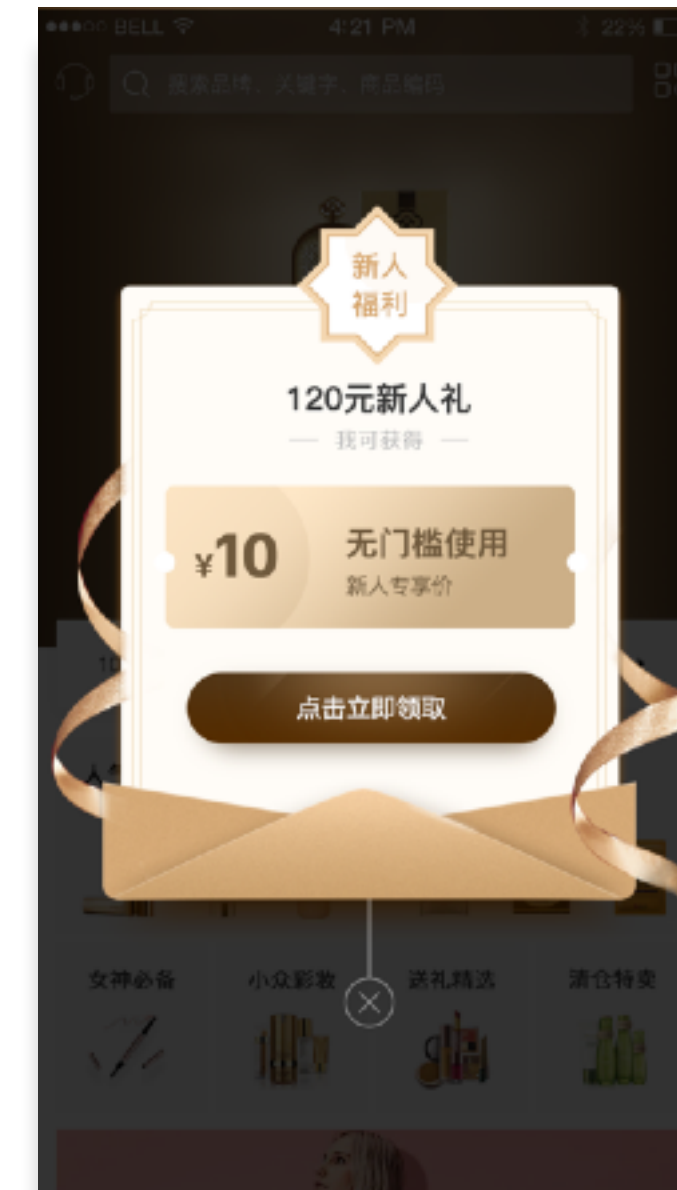 BELL
4:21 PM
22%
搜索品牌、关键字、商品编码
新人
福利
120元新人礼
我可获得
¥10
无门槛使用
新人专享价
点击立即领取
女神必备
小众彩妆
送礼精选
清仓特卖